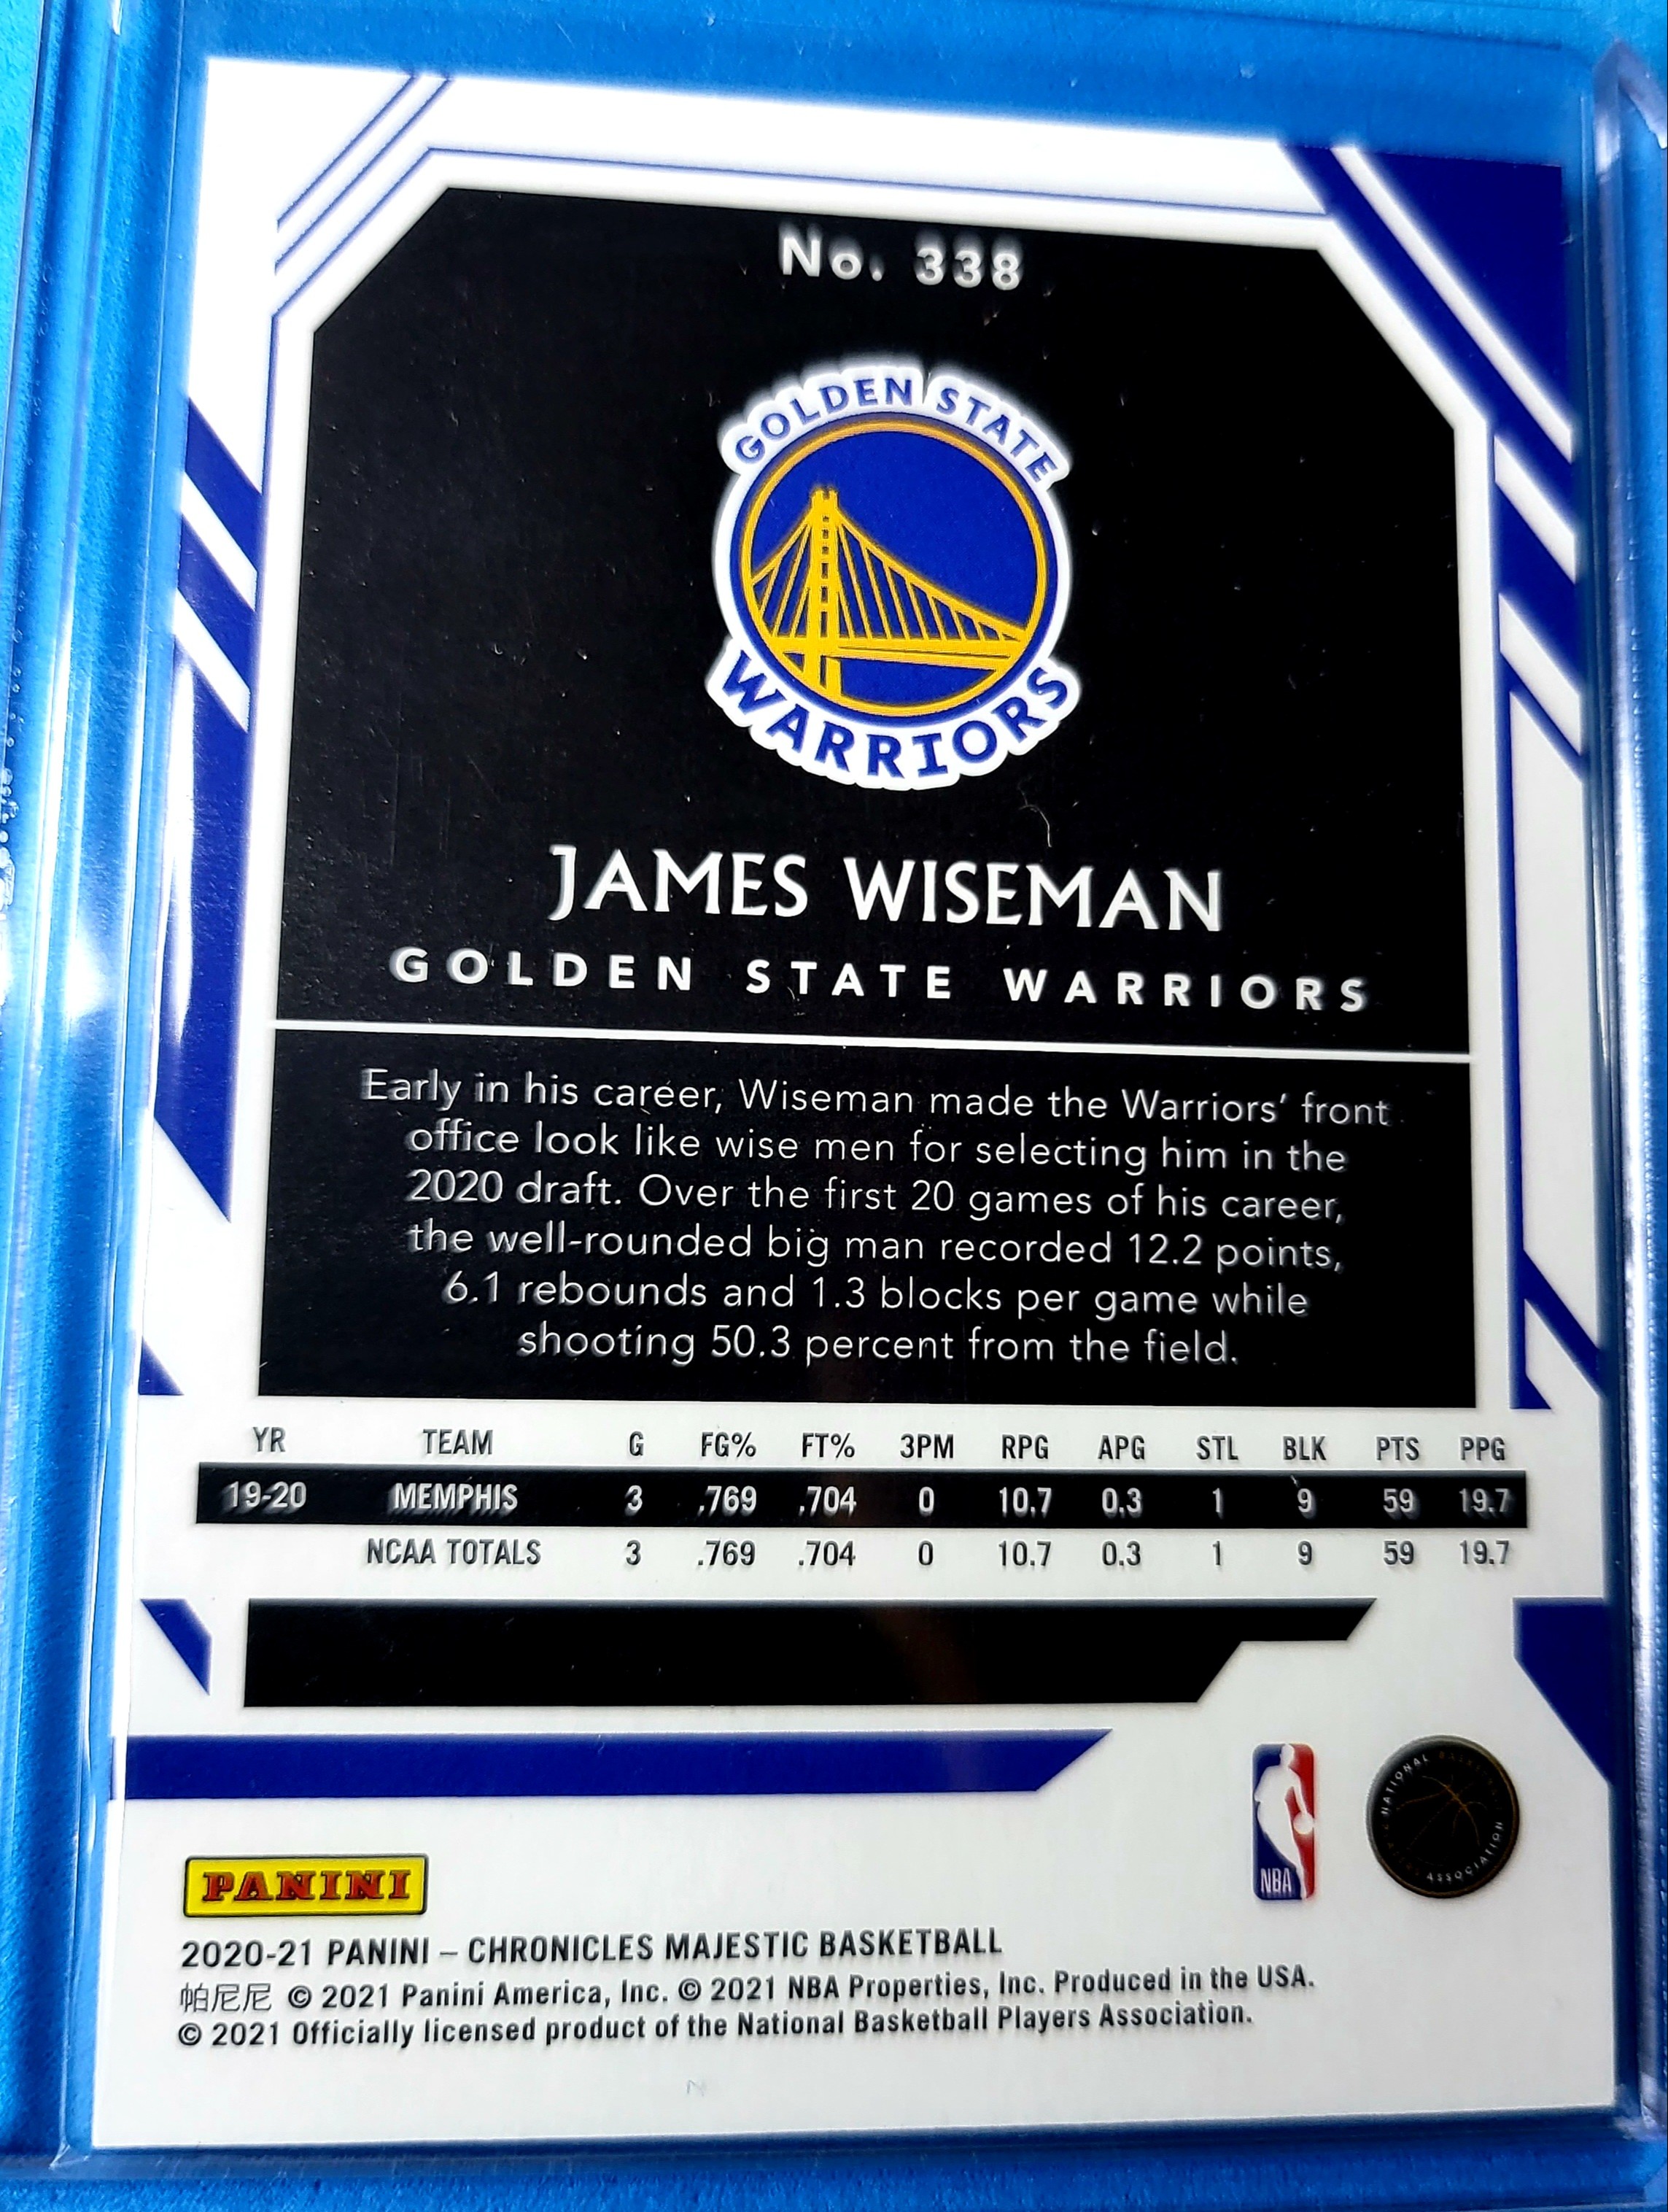 No. 338
GOLDEN STATE
WARRIORS
JAMES WISEMAN
GOLDEN STATE WARRIORS
Early in his career, Wiseman made the Warriors' front
office look like wise men for selecting him in the
2020 draft. Over the first 20 games of his career,
the well-rounded big man recorded 12.2 points,
6.1 rebounds and 1.3 blocks per game while
shooting 50.3 percent from the field.
YR TEAM G FG% FT% 3PM RPG APG STL BLK PTS PPG
19-20 MEMPHIS 3 .769 .704 0 10.7 0.3 1 9 59 19.7
NCAA TOTALS 3 .769 .704 0 10.7 0.3 1 9 59 19.7
NBA
NATIONAL BASKETBALL
ASSOCIATION
PANINI
2020-21 PANINI – CHRONICLES MAJESTIC BASKETBALL
帕尼尼 © 2021 Panini America, Inc. © 2021 NBA Properties, Inc. Produced in the USA.
© 2021 Officially licensed product of the National Basketball Players Association.